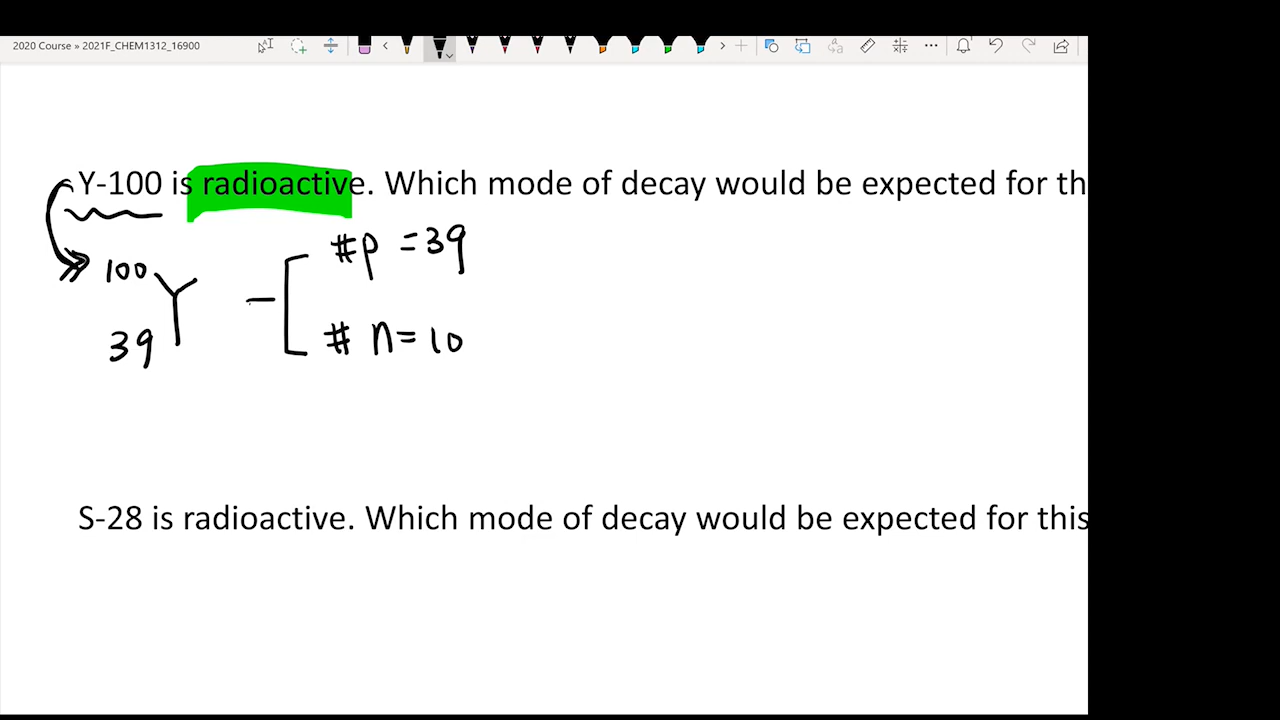 2020 Course » 2021F_CHEM1312_16900
Y-100 is radioactive. Which mode of decay would be expected for th
#p = 39
100
Y
39
# n = 10
S-28 is radioactive. Which mode of decay would be expected for this